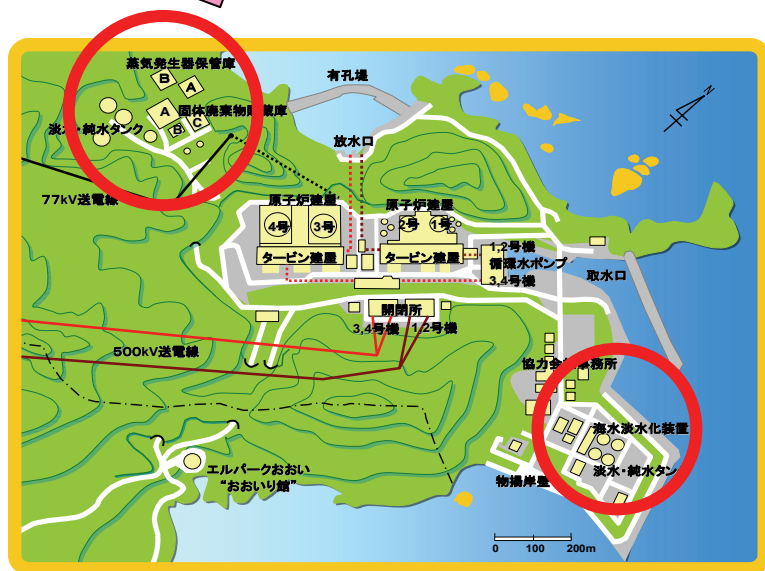 蒸気発生器保管庫
B
A
A
固体廃棄物貯蔵庫
B
C
淡水・純水タンク
77kV送電線
有孔堤
放水口
原子炉建屋
4号
3号
タービン建屋
原子炉建屋
2号
1号
タービン建屋
1,2号機
循環水ポンプ
3,4号機
取水口
開閉所
3,4号機
1,2号機
500kV送電線
協力会社事務所
海水淡水化装置
淡水・純水タン
物揚岸壁
エルパークおおい
“おおいり館”
0 100 200m
N